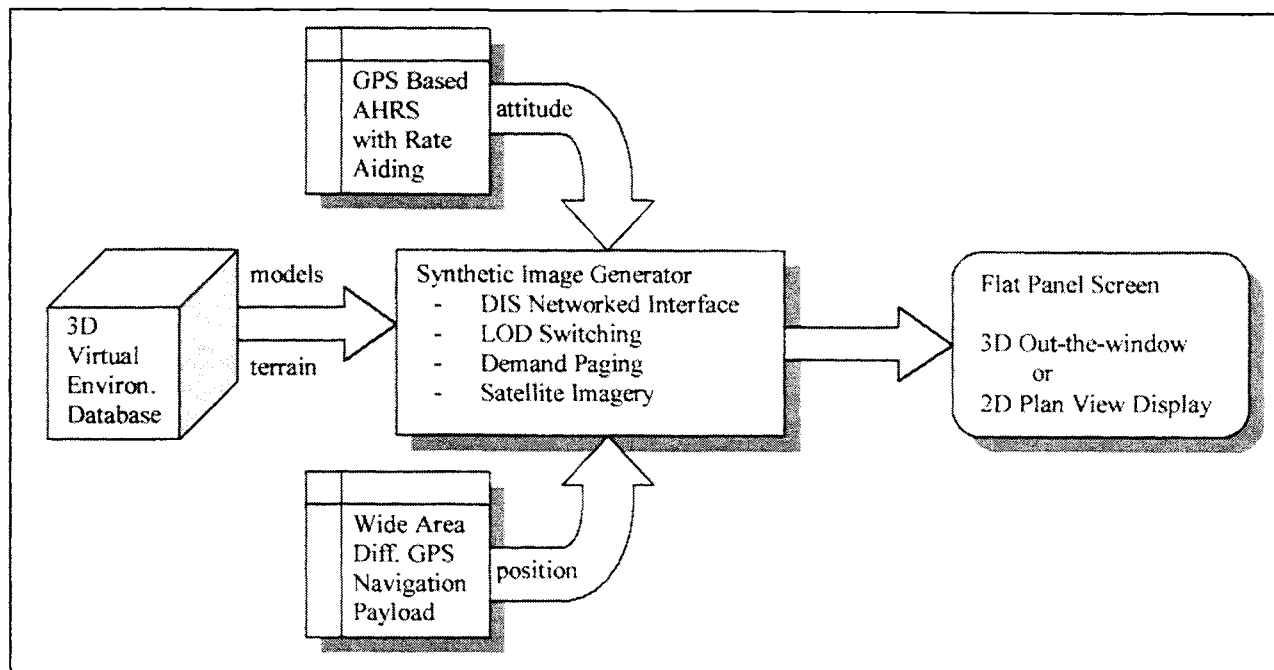 GPS Based
AHRS
with Rate
Aiding
attitude
3D
Virtual
Environ.
Database
models
terrain
Synthetic Image Generator
- DIS Networked Interface
- LOD Switching
- Demand Paging
- Satellite Imagery
Flat Panel Screen
3D Out-the-window
or
2D Plan View Display
Wide Area
Diff. GPS
Navigation
Payload
position